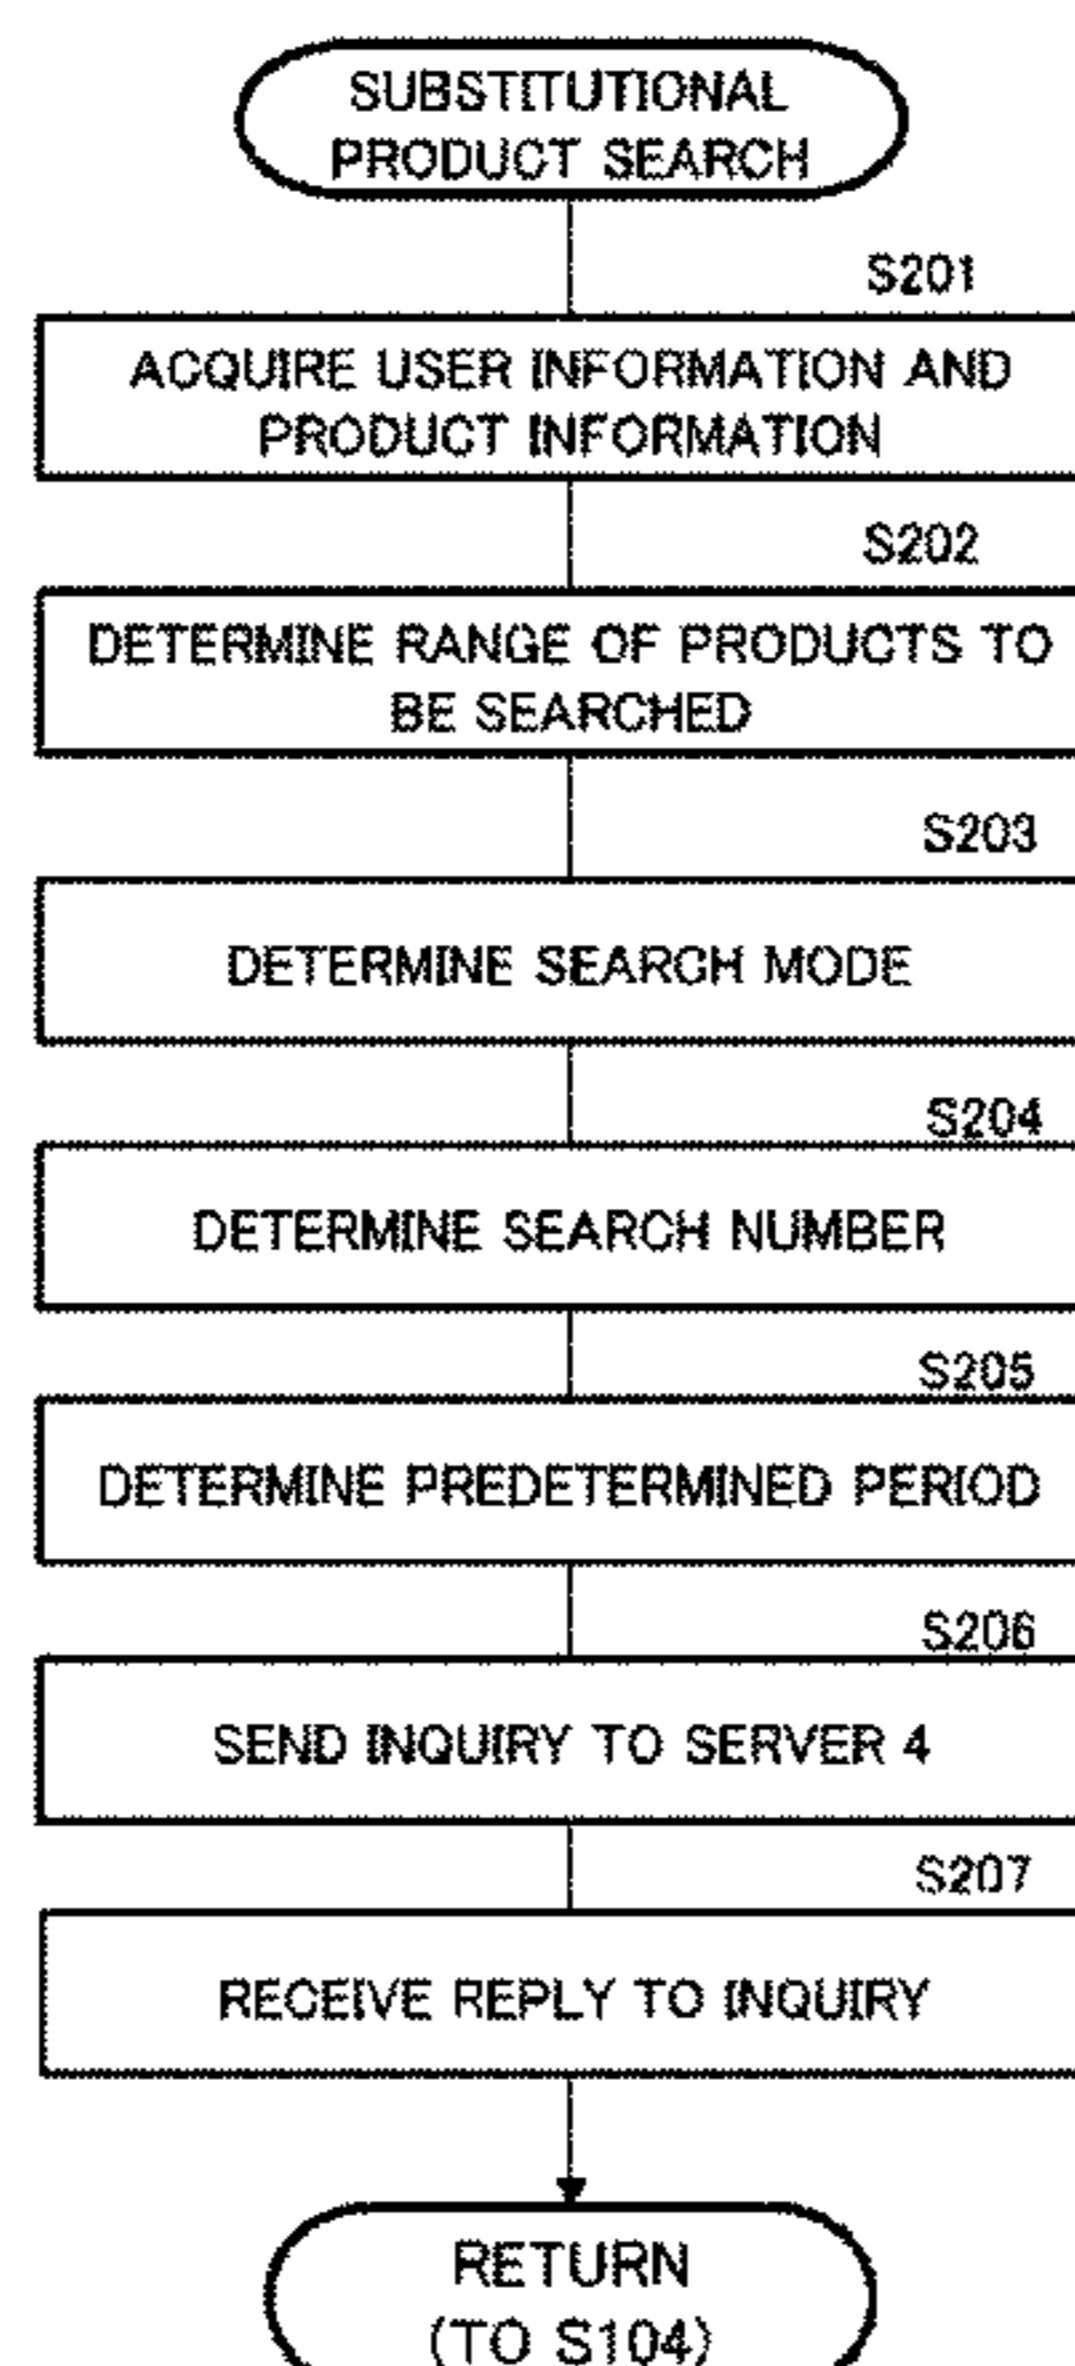 SUBSTITUTIONAL
PRODUCT SEARCH
S201
ACQUIRE USER INFORMATION AND
PRODUCT INFORMATION
S202
DETERMINE RANGE OF PRODUCTS TO
BE SEARCHED
S203
DETERMINE SEARCH MODE
S204
DETERMINE SEARCH NUMBER
S205
DETERMINE PREDETERMINED PERIOD
S206
SEND INQUIRY TO SERVER 4
S207
RECEIVE REPLY TO INQUIRY
RETURN
(TO S104)